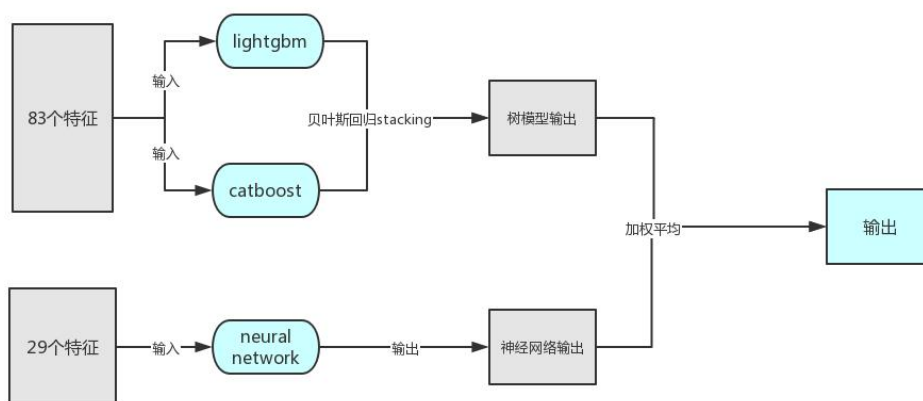 83个特征
输入
输入
lightgbm
catboost
贝叶斯回归stacking
树模型输出
29个特征
输入
neural
network
输出
神经网络输出
加权平均
输出